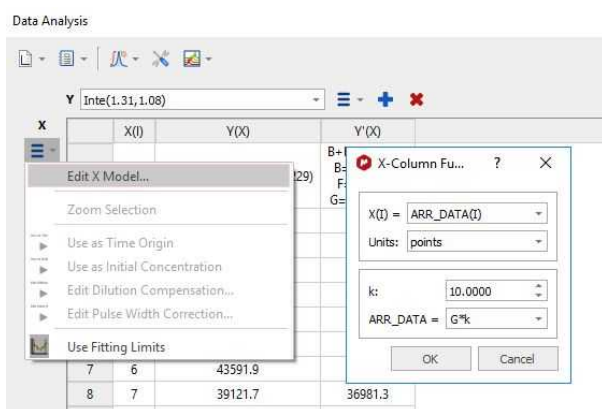 Data Analysis
Y Inte(1.31,1.08)
X
X(I) Y(X) Y'(X)
29)
B=
F=
G=
Edit X Model...
Zoom Selection
Use as Time Origin
Use as Initial Concentration
Edit Dilution Compensation...
Edit Pulse Width Correction...
Use Fitting Limits
7 6 43591.9
8 7 39121.7 36981.3
X-Column Fu... ?
X(I) = ARR_DATA(I)
Units: points
k: 10.0000
ARR_DATA = G*k
OK Cancel